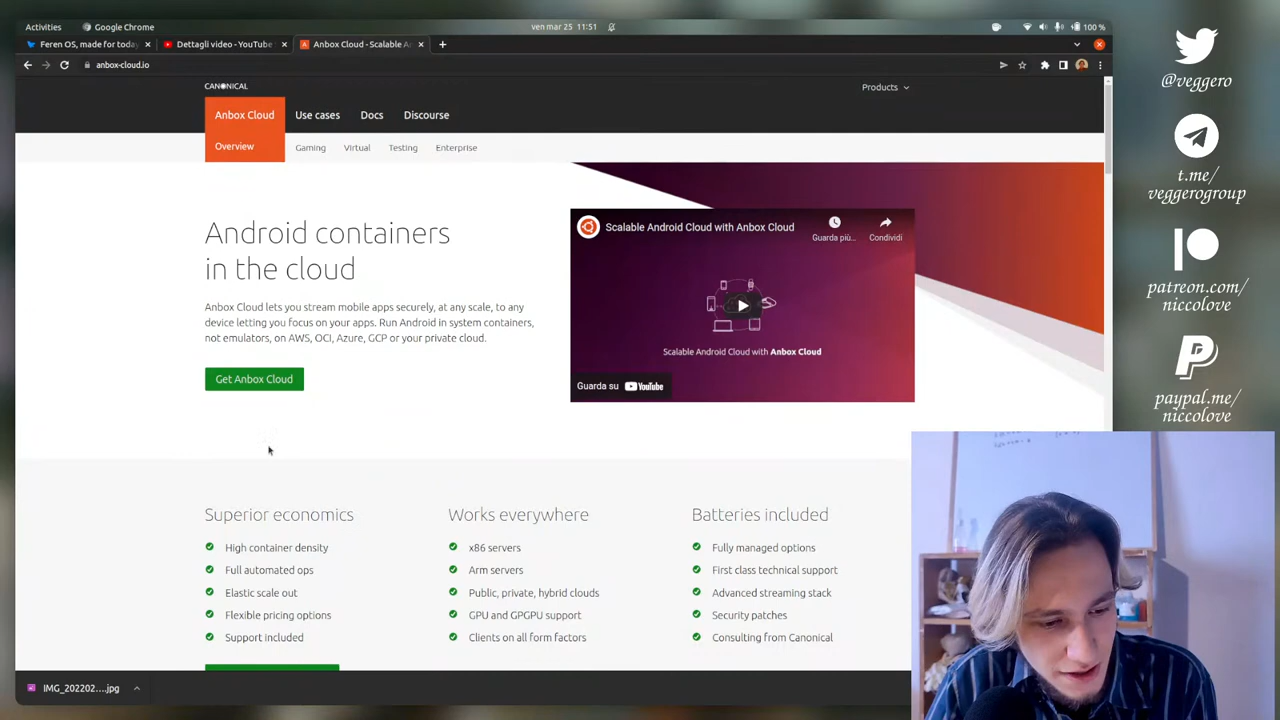 Activities
Google Chrome
ven mar 25 11:51
100 %
Feren OS, made for today
Dettagli video - YouTube
Anbox Cloud - Scalable A
anbox-cloud.io
CANONICAL
Products
Anbox Cloud
Use cases
Docs
Discourse
Overview
Gaming
Virtual
Testing
Enterprise
Android containers
in the cloud
Anbox Cloud lets you stream mobile apps securely, at any scale, to any
device letting you focus on your apps. Run Android in system containers,
not emulators, on AWS, OCI, Azure, GCP or your private cloud.
Get Anbox Cloud
Scalable Android Cloud with Anbox Cloud
Guarda più...
Condividi
Scalable Android Cloud with Anbox Cloud
Guarda su YouTube
Superior economics
High container density
Full automated ops
Elastic scale out
Flexible pricing options
Support included
Works everywhere
x86 servers
Arm servers
Public, private, hybrid clouds
GPU and GPGPU support
Clients on all form factors
Batteries included
Fully managed options
First class technical support
Advanced streaming stack
Security patches
Consulting from Canonical
IMG_202202....jpg
@veggero
t.me/
veggerogroup
patreon.com/
niccolove
paypal.me/
niccolove